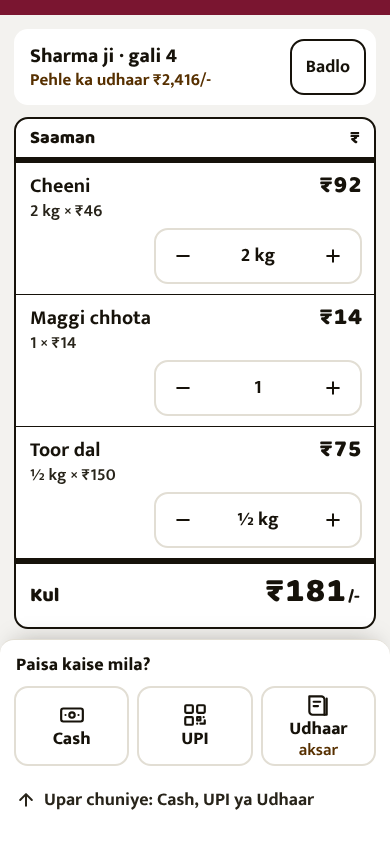 Sharma ji · gali 4
Pehle ka udhaar ₹2,416/-
Badlo
Saaman ₹
Cheeni ₹92
2 kg × ₹46
− 2 kg +
Maggi chhota ₹14
1 × ₹14
− 1 +
Toor dal ₹75
½ kg × ₹150
− ½ kg +
Kul ₹181/-
Paisa kaise mila?
Cash
UPI
Udhaar
aksar
↑ Upar chuniye: Cash, UPI ya Udhaar